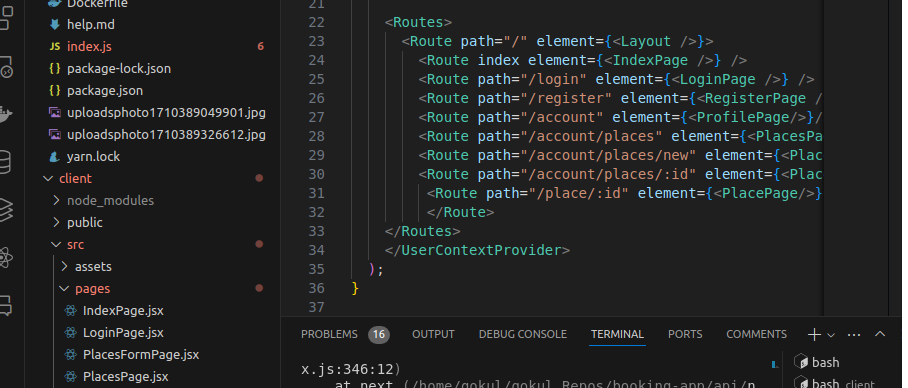 Dockerfile
help.md
JS index.js 6
{} package-lock.json
{} package.json
uploadsphoto1710389049901.jpg
uploadsphoto1710389326612.jpg
yarn.lock
client
node_modules
public
src
assets
pages
IndexPage.jsx
LoginPage.jsx
PlacesFormPage.jsx
PlacesPage.jsx
21
22 <Routes>
23 <Route path="/" element={<Layout />}>
24 <Route index element={<IndexPage />} />
25 <Route path="/login" element={<LoginPage />} />
26 <Route path="/register" element={<RegisterPage /
27 <Route path="/account" element={<ProfilePage/>}/
28 <Route path="/account/places" element={<PlacesPa
29 <Route path="/account/places/new" element={<Plac
30 <Route path="/account/places/:id" element={<Plac
31 <Route path="/place/:id" element={<PlacePage/>}
32 </Route>
33 </Routes>
34 </UserContextProvider>
35 );
36 }
37
PROBLEMS 16 OUTPUT DEBUG CONSOLE TERMINAL PORTS COMMENTS
x.js:346:12)
at next (/home/gokul/gokul Repos/booking-app/api/n
bash
bash client